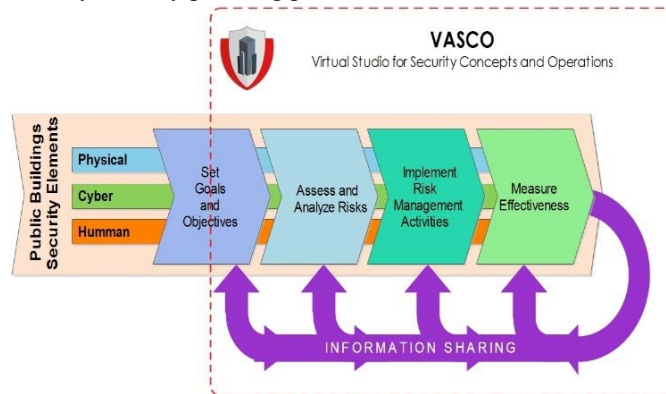 VASCO
Virtual Studio for Security Concepts and Operations
Public Buildings
Security Elements
Physical
Cyber
Humman
Set
Goals
and
Objectives
Assess and
Analyze Risks
Implement
Risk
Management
Activities
Measure
Effectiveness
INFORMATION SHARING